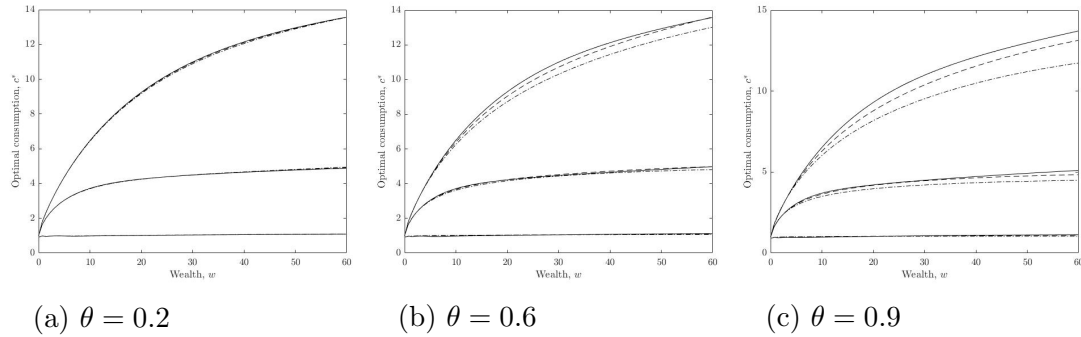 14
12
10
8
6
4
2
0
Optimal consumption, c*
0 10 20 30 40 50 60
Wealth, w
(a) θ = 0.2
14
12
10
8
6
4
2
0
Optimal consumption, c*
0 10 20 30 40 50 60
Wealth, w
(b) θ = 0.6
15
10
5
0
Optimal consumption, c*
0 10 20 30 40 50 60
Wealth, w
(c) θ = 0.9